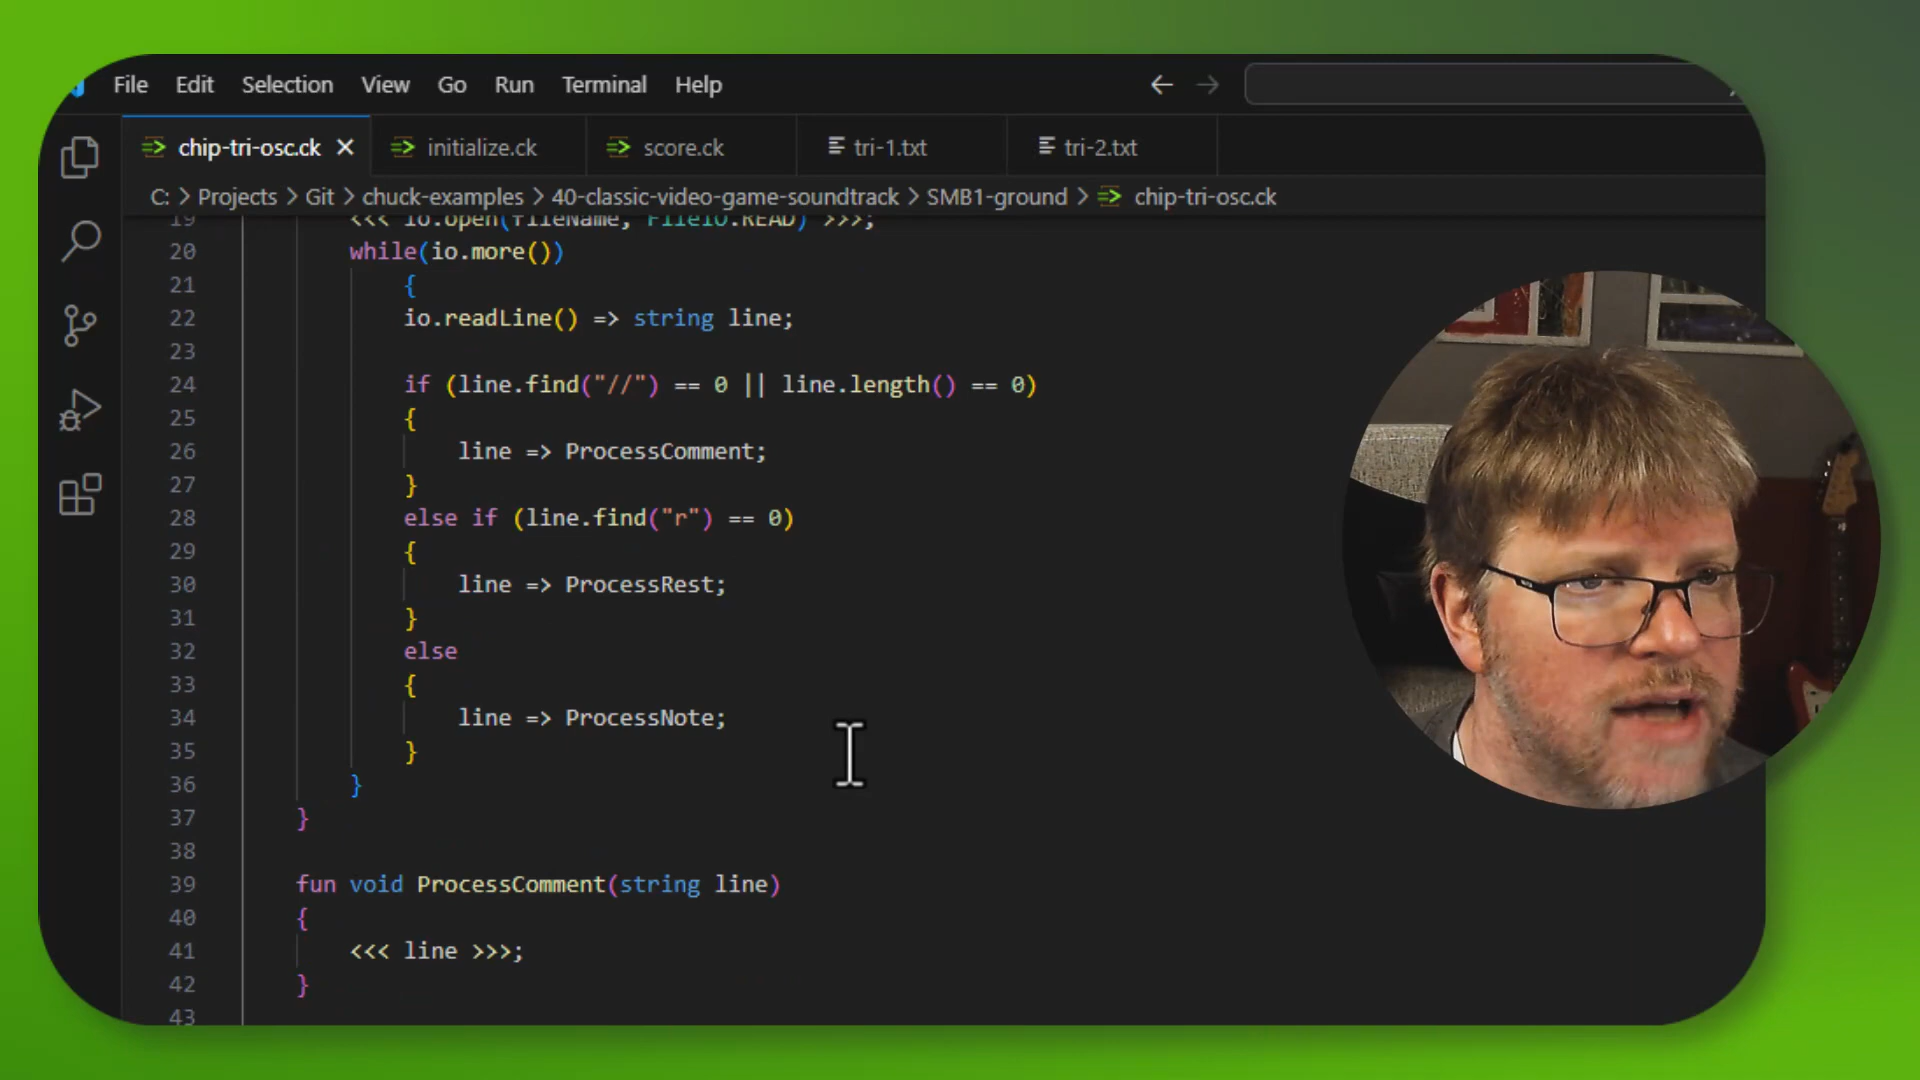 File Edit Selection View Go Run Terminal Help
chip-tri-osc.ck initialize.ck score.ck tri-1.txt tri-2.txt
C: > Projects > Git > chuck-examples > 40-classic-video-game-soundtrack > SMB1-ground > chip-tri-osc.ck
19 <<< io.open(fileName, FileIO.READ) >>>;
20 while(io.more())
21 {
22 io.readLine() => string line;
23
24 if (line.find("//") == 0 || line.length() == 0)
25 {
26 line => ProcessComment;
27 }
28 else if (line.find("r") == 0)
29 {
30 line => ProcessRest;
31 }
32 else
33 {
34 line => ProcessNote;
35 }
36 }
37 }
38
39 fun void ProcessComment(string line)
40 {
41 <<< line >>>;
42 }
43